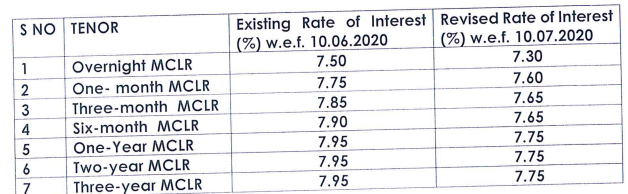 S NO TENOR Existing Rate of Interest (%) w.e.f. 10.06.2020 Revised Rate of Interest (%) w.e.f. 10.07.2020
1 Overnight MCLR 7.50 7.30
2 One- month MCLR 7.75 7.60
3 Three-month MCLR 7.85 7.65
4 Six-month MCLR 7.90 7.65
5 One-Year MCLR 7.95 7.75
6 Two-year MCLR 7.95 7.75
7 Three-year MCLR 7.95 7.75